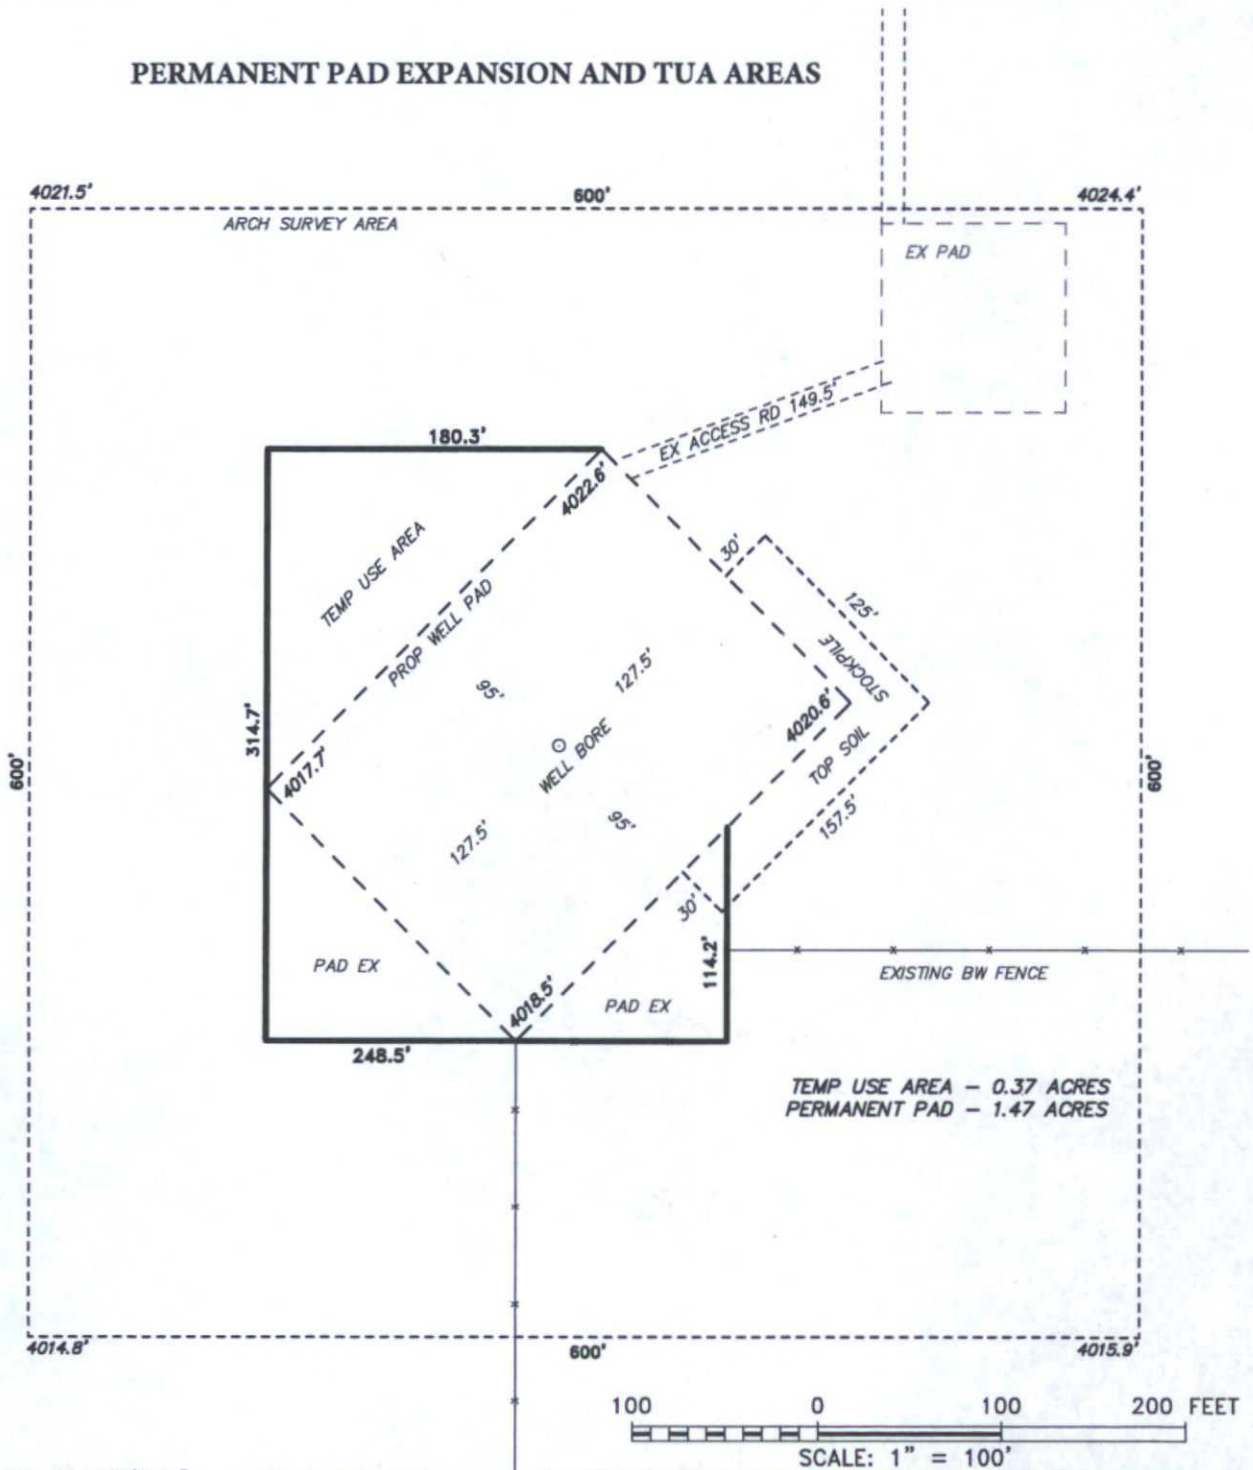 PERMANENT PAD EXPANSION AND TUA AREAS
4021.5'
600'
4024.4'
ARCH SURVEY AREA
EX PAD
EX ACCESS RD 149.5'
180.3'
4022.6'
TEMP USE AREA
30'
125'
PROP WELL PAD
STOCKPILE
95'
127.5'
4020.6'
314.7'
4017.7'
WELL BORE
TOP SOIL
600'
600'
127.5'
95'
157.5'
30'
114.2'
PAD EX
4018.5'
PAD EX
EXISTING BW FENCE
248.5'
TEMP USE AREA - 0.37 ACRES
PERMANENT PAD - 1.47 ACRES
4014.8'
600'
4015.9'
100 0 100 200 FEET
SCALE: 1" = 100'